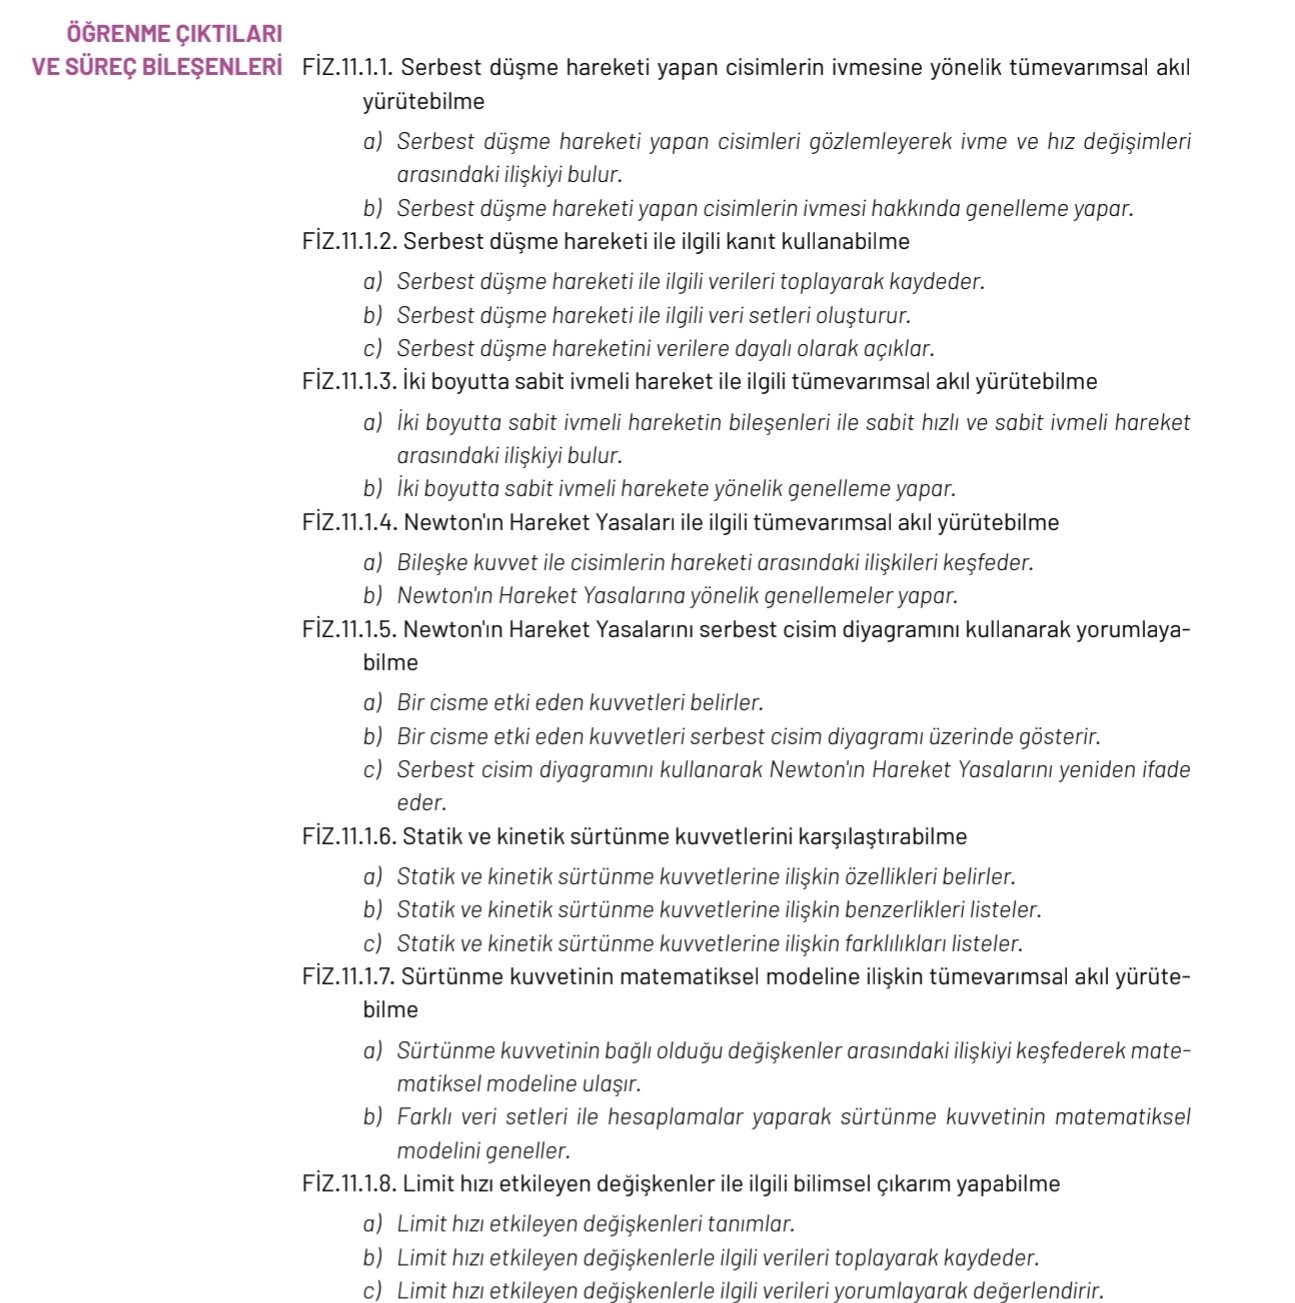 ÖĞRENME ÇIKTILARI
VE SÜREÇ BİLEŞENLERİ
FİZ.11.1.1. Serbest düşme hareketi yapan cisimlerin ivmesine yönelik tümevarımsal akıl
yürütebilme
a) Serbest düşme hareketi yapan cisimleri gözlemleyerek ivme ve hız değişimleri
arasındaki ilişkiyi bulur.
b) Serbest düşme hareketi yapan cisimlerin ivmesi hakkında genelleme yapar.
FİZ.11.1.2. Serbest düşme hareketi ile ilgili kanıt kullanabilme
a) Serbest düşme hareketi ile ilgili verileri toplayarak kaydeder.
b) Serbest düşme hareketi ile ilgili veri setleri oluşturur.
c) Serbest düşme hareketini verilere dayalı olarak açıklar.
FİZ.11.1.3. İki boyutta sabit ivmeli hareket ile ilgili tümevarımsal akıl yürütebilme
a) İki boyutta sabit ivmeli hareketin bileşenleri ile sabit hızlı ve sabit ivmeli hareket
arasındaki ilişkiyi bulur.
b) İki boyutta sabit ivmeli harekete yönelik genelleme yapar.
FİZ.11.1.4. Newton'ın Hareket Yasaları ile ilgili tümevarımsal akıl yürütebilme
a) Bileşke kuvvet ile cisimlerin hareketi arasındaki ilişkileri keşfeder.
b) Newton'ın Hareket Yasalarına yönelik genellemeler yapar.
FİZ.11.1.5. Newton'ın Hareket Yasalarını serbest cisim diyagramını kullanarak yorumlaya-
bilme
a) Bir cisme etki eden kuvvetleri belirler.
b) Bir cisme etki eden kuvvetleri serbest cisim diyagramı üzerinde gösterir.
c) Serbest cisim diyagramını kullanarak Newton'ın Hareket Yasalarını yeniden ifade
eder.
FİZ.11.1.6. Statik ve kinetik sürtünme kuvvetlerini karşılaştırabilme
a) Statik ve kinetik sürtünme kuvvetlerine ilişkin özellikleri belirler.
b) Statik ve kinetik sürtünme kuvvetlerine ilişkin benzerlikleri listeler.
c) Statik ve kinetik sürtünme kuvvetlerine ilişkin farklılıkları listeler.
FİZ.11.1.7. Sürtünme kuvvetinin matematiksel modeline ilişkin tümevarımsal akıl yürüte-
bilme
a) Sürtünme kuvvetinin bağlı olduğu değişkenler arasındaki ilişkiyi keşfederek mate-
matiksel modeline ulaşır.
b) Farklı veri setleri ile hesaplamalar yaparak sürtünme kuvvetinin matematiksel
modelini geneller.
FİZ.11.1.8. Limit hızı etkileyen değişkenler ile ilgili bilimsel çıkarım yapabilme
a) Limit hızı etkileyen değişkenleri tanımlar.
b) Limit hızı etkileyen değişkenlerle ilgili verileri toplayarak kaydeder.
c) Limit hızı etkileyen değişkenlerle ilgili verileri yorumlayarak değerlendirir.